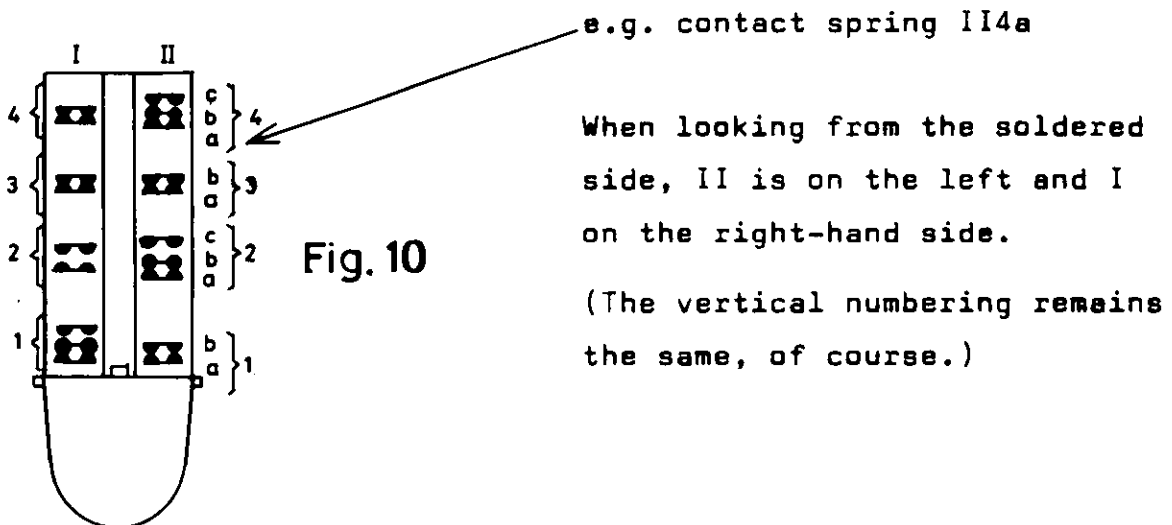 e.g. contact spring II4a
I II
4
c
b
a
4
3
b
a
3
2
c
b
a
2
1
b
a
1
Fig. 10
When looking from the soldered
side, II is on the left and I
on the right-hand side.
(The vertical numbering remains
the same, of course.)